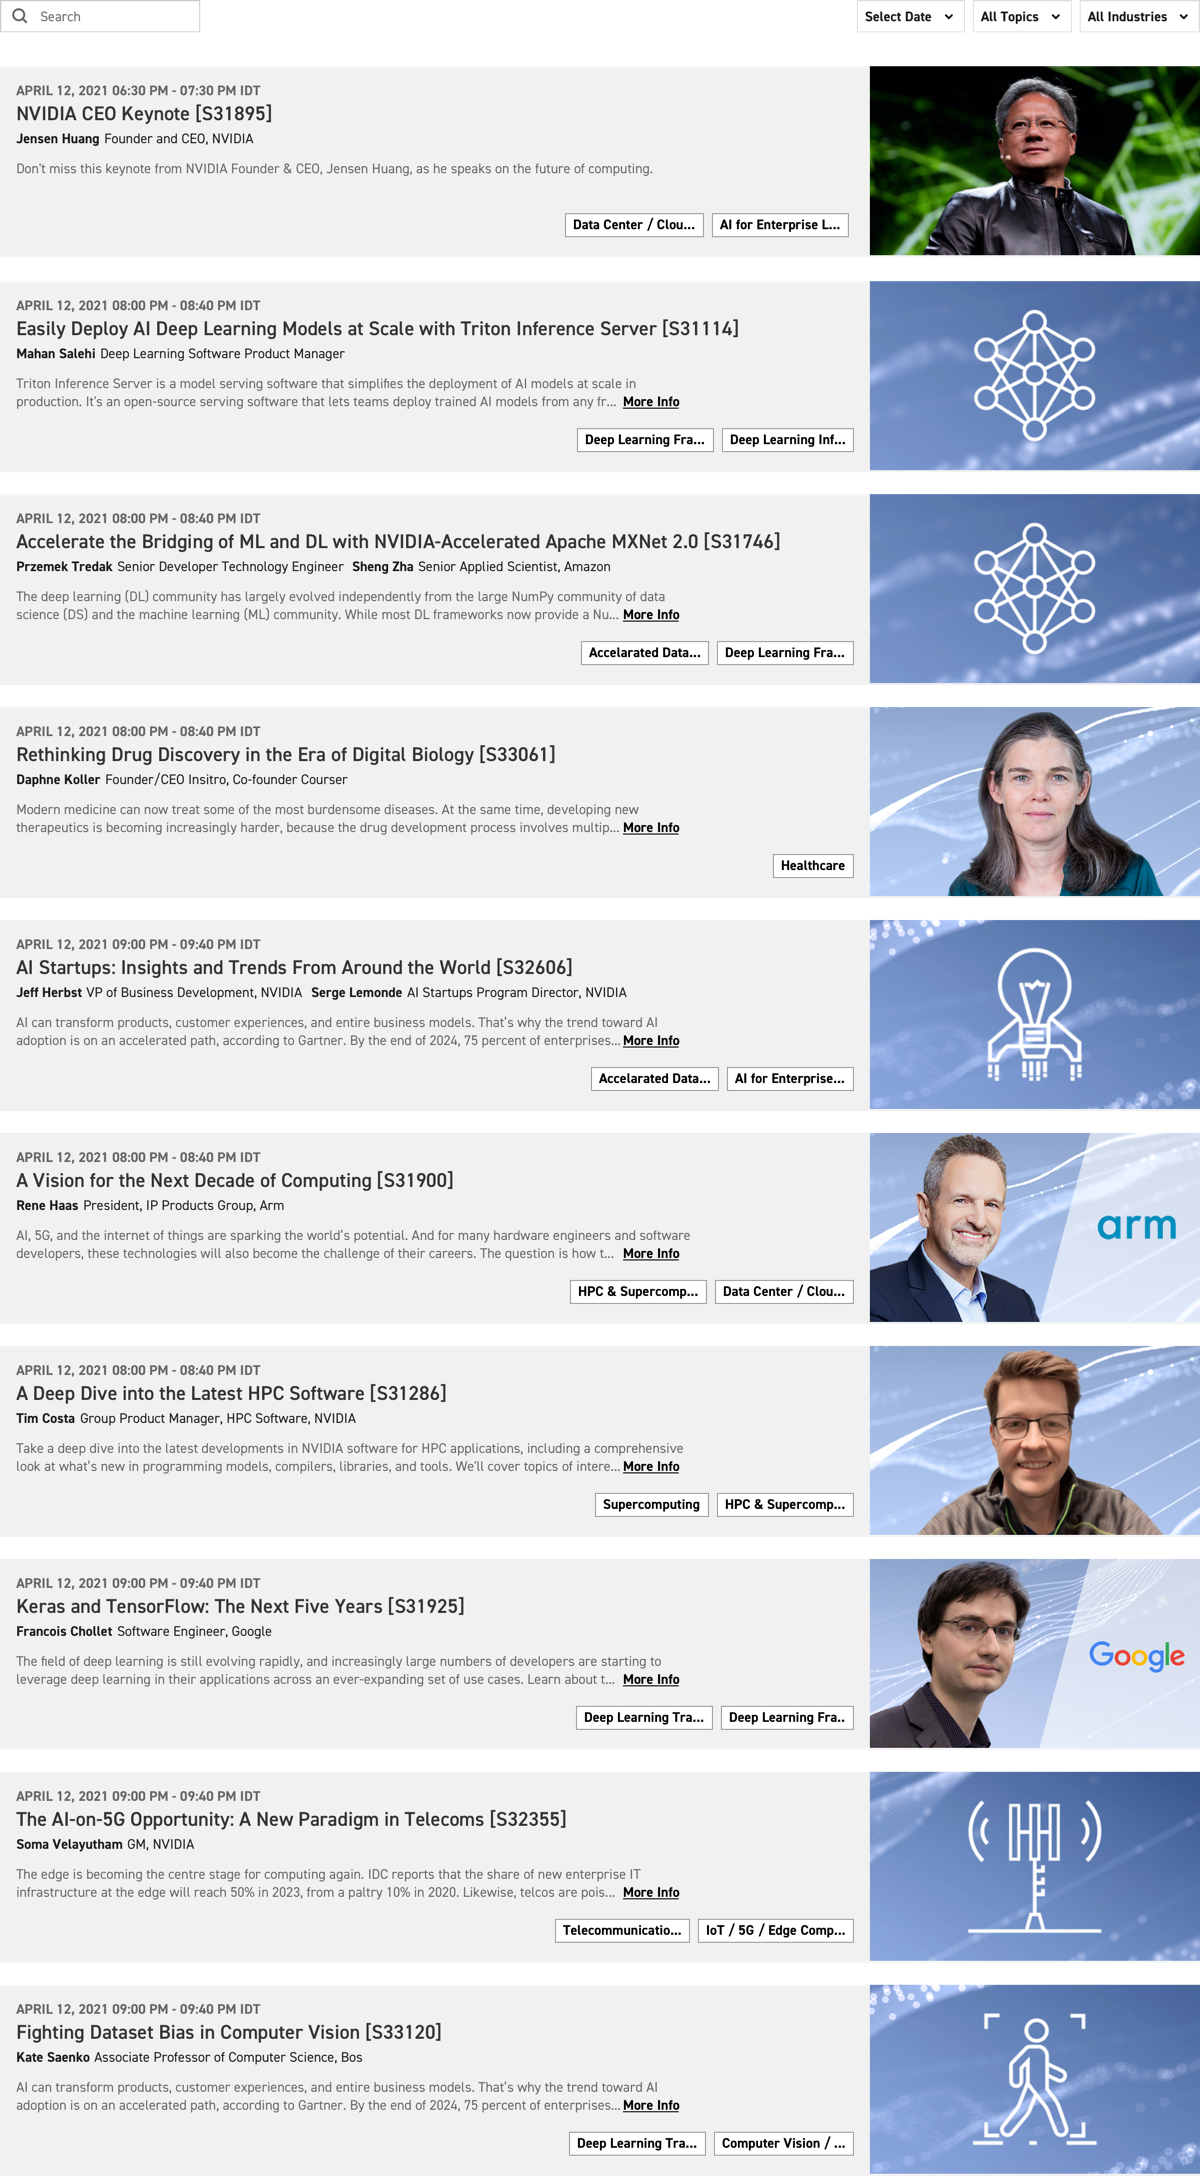 Search
Select Date
All Topics
All Industries
APRIL 12, 2021 06:30 PM - 07:30 PM IDT
NVIDIA CEO Keynote [S31895]
Jensen Huang Founder and CEO, NVIDIA
Don't miss this keynote from NVIDIA Founder & CEO, Jensen Huang, as he speaks on the future of computing.
Data Center / Clou...
AI for Enterprise L...
APRIL 12, 2021 08:00 PM - 08:40 PM IDT
Easily Deploy AI Deep Learning Models at Scale with Triton Inference Server [S31114]
Mahan Salehi Deep Learning Software Product Manager
Triton Inference Server is a model serving software that simplifies the deployment of AI models at scale in
production. It's an open-source serving software that lets teams deploy trained AI models from any fr... More Info
Deep Learning Fra...
Deep Learning Inf...
APRIL 12, 2021 08:00 PM - 08:40 PM IDT
Accelerate the Bridging of ML and DL with NVIDIA-Accelerated Apache MXNet 2.0 [S31746]
Przemek Tredak Senior Developer Technology Engineer Sheng Zha Senior Applied Scientist, Amazon
The deep learning (DL) community has largely evolved independently from the large NumPy community of data
science (DS) and the machine learning (ML) community. While most DL frameworks now provide a Nu... More Info
Accelarated Data...
Deep Learning Fra...
APRIL 12, 2021 08:00 PM - 08:40 PM IDT
Rethinking Drug Discovery in the Era of Digital Biology [S33061]
Daphne Koller Founder/CEO Insitro, Co-founder Courser
Modern medicine can now treat some of the most burdensome diseases. At the same time, developing new
therapeutics is becoming increasingly harder, because the drug development process involves multip... More Info
Healthcare
APRIL 12, 2021 09:00 PM - 09:40 PM IDT
AI Startups: Insights and Trends From Around the World [S32606]
Jeff Herbst VP of Business Development, NVIDIA Serge Lemonde AI Startups Program Director, NVIDIA
AI can transform products, customer experiences, and entire business models. That's why the trend toward AI
adoption is on an accelerated path, according to Gartner. By the end of 2024, 75 percent of enterprises... More Info
Accelarated Data...
AI for Enterprise...
APRIL 12, 2021 08:00 PM - 08:40 PM IDT
A Vision for the Next Decade of Computing [S31900]
Rene Haas President, IP Products Group, Arm
AI, 5G, and the internet of things are sparking the world's potential. And for many hardware engineers and software
developers, these technologies will also become the challenge of their careers. The question is how t... More Info
HPC & Supercomp...
Data Center / Clou...
arm
APRIL 12, 2021 08:00 PM - 08:40 PM IDT
A Deep Dive into the Latest HPC Software [S31286]
Tim Costa Group Product Manager, HPC Software, NVIDIA
Take a deep dive into the latest developments in NVIDIA software for HPC applications, including a comprehensive
look at what's new in programming models, compilers, libraries, and tools. We'll cover topics of intere... More Info
Supercomputing
HPC & Supercomp...
APRIL 12, 2021 09:00 PM - 09:40 PM IDT
Keras and TensorFlow: The Next Five Years [S31925]
Francois Chollet Software Engineer, Google
The field of deep learning is still evolving rapidly, and increasingly large numbers of developers are starting to
leverage deep learning in their applications across an ever-expanding set of use cases. Learn about t... More Info
Deep Learning Tra...
Deep Learning Fra..
Google
APRIL 12, 2021 09:00 PM - 09:40 PM IDT
The AI-on-5G Opportunity: A New Paradigm in Telecoms [S32355]
Soma Velayutham GM, NVIDIA
The edge is becoming the centre stage for computing again. IDC reports that the share of new enterprise IT
infrastructure at the edge will reach 50% in 2023, from a paltry 10% in 2020. Likewise, telcos are pois... More Info
Telecommunicatio...
IoT / 5G / Edge Comp...
APRIL 12, 2021 09:00 PM - 09:40 PM IDT
Fighting Dataset Bias in Computer Vision [S33120]
Kate Saenko Associate Professor of Computer Science, Bos
AI can transform products, customer experiences, and entire business models. That's why the trend toward AI
adoption is on an accelerated path, according to Gartner. By the end of 2024, 75 percent of enterprises... More Info
Deep Learning Tra...
Computer Vision / ...